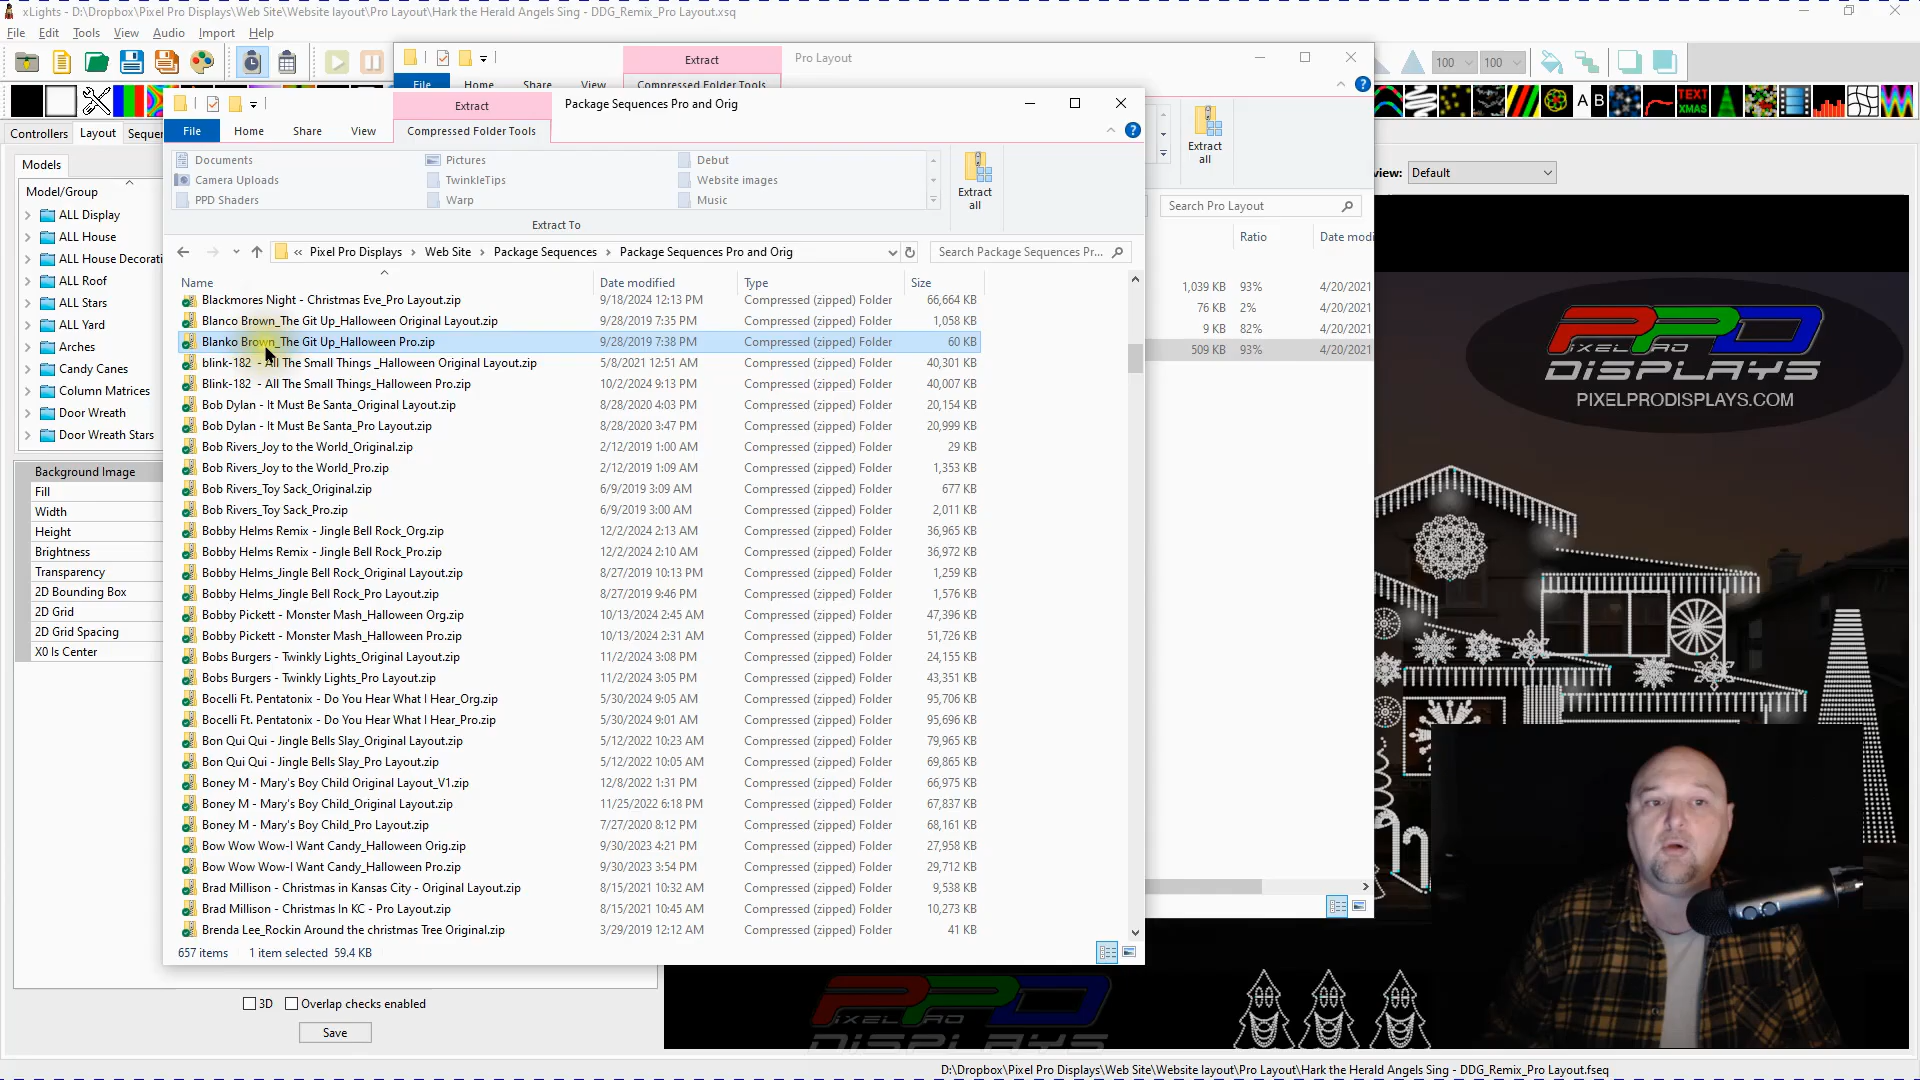 xLights - D:\Dropbox\Pixel Pro Displays\Web Site\Website layout\Pro Layout\Hark the Herald Angels Sing - DDG_Remix_Pro Layout.xsq
File Edit Tools View Audio Import Help
Extract
Pro Layout
File Home Share View Compressed Folder Tools
100 100
Extract
Package Sequences Pro and Orig
TEXT XMAS
A B
Controllers Layout
File Home Share View Compressed Folder Tools
Extract all
Models
Documents Pictures Debut
Camera Uploads TwinkleTips Website images
PPD Shaders Warp Music
Extract all
Extract To
Default
Model/Group
Search Pro Layout
ALL Display
ALL House
ALL House Decorati
ALL Roof
ALL Stars
ALL Yard
Arches
Candy Canes
Column Matrices
Door Wreath
Door Wreath Stars
Ratio Date modi
1,039 KB 93% 4/20/2021
76 KB 2% 4/20/2021
9 KB 82% 4/20/2021
509 KB 93% 4/20/2021
« Pixel Pro Displays > Web Site > Package Sequences > Package Sequences Pro and Orig
Search Package Sequences Pr...
Name Date modified Type Size
Blackmores Night - Christmas Eve_Pro Layout.zip 9/18/2024 12:13 PM Compressed (zipped) Folder 66,664 KB
Blanco Brown_The Git Up_Halloween Original Layout.zip 9/28/2019 7:35 PM Compressed (zipped) Folder 1,058 KB
Blanko Brown_The Git Up_Halloween Pro.zip 9/28/2019 7:38 PM Compressed (zipped) Folder 60 KB
blink-182 - All The Small Things _Halloween Original Layout.zip 5/8/2021 12:51 AM Compressed (zipped) Folder 40,301 KB
Blink-182 - All The Small Things_Halloween Pro.zip 10/2/2024 9:13 PM Compressed (zipped) Folder 40,007 KB
Bob Dylan - It Must Be Santa_Original Layout.zip 8/28/2020 4:03 PM Compressed (zipped) Folder 20,154 KB
Bob Dylan - It Must Be Santa_Pro Layout.zip 8/28/2020 3:47 PM Compressed (zipped) Folder 20,999 KB
Bob Rivers_Joy to the World_Original.zip 2/12/2019 1:00 AM Compressed (zipped) Folder 29 KB
Bob Rivers_Joy to the World_Pro.zip 2/12/2019 1:09 AM Compressed (zipped) Folder 1,353 KB
Bob Rivers_Toy Sack_Original.zip 6/9/2019 3:09 AM Compressed (zipped) Folder 677 KB
Bob Rivers_Toy Sack_Pro.zip 6/9/2019 3:00 AM Compressed (zipped) Folder 2,011 KB
Bobby Helms Remix - Jingle Bell Rock_Org.zip 12/2/2024 2:13 AM Compressed (zipped) Folder 36,965 KB
Bobby Helms Remix - Jingle Bell Rock_Pro.zip 12/2/2024 2:10 AM Compressed (zipped) Folder 36,972 KB
Bobby Helms_Jingle Bell Rock_Original Layout.zip 8/27/2019 10:13 PM Compressed (zipped) Folder 1,259 KB
Bobby Helms_Jingle Bell Rock_Pro Layout.zip 8/27/2019 9:46 PM Compressed (zipped) Folder 1,576 KB
Bobby Pickett - Monster Mash_Halloween Org.zip 10/13/2024 2:45 AM Compressed (zipped) Folder 47,396 KB
Bobby Pickett - Monster Mash_Halloween Pro.zip 10/13/2024 2:31 AM Compressed (zipped) Folder 51,726 KB
Bobs Burgers - Twinkly Lights_Original Layout.zip 11/2/2024 3:08 PM Compressed (zipped) Folder 24,155 KB
Bobs Burgers - Twinkly Lights_Pro Layout.zip 11/2/2024 3:05 PM Compressed (zipped) Folder 43,351 KB
Bocelli Ft. Pentatonix - Do You Hear What I Hear_Org.zip 5/30/2024 9:05 AM Compressed (zipped) Folder 95,706 KB
Bocelli Ft. Pentatonix - Do You Hear What I Hear_Pro.zip 5/30/2024 9:01 AM Compressed (zipped) Folder 95,696 KB
Bon Qui Qui - Jingle Bells Slay_Original Layout.zip 5/12/2022 10:23 AM Compressed (zipped) Folder 79,965 KB
Bon Qui Qui - Jingle Bells Slay_Pro Layout.zip 5/12/2022 10:05 AM Compressed (zipped) Folder 69,865 KB
Boney M - Mary's Boy Child Original Layout_V1.zip 12/8/2022 1:31 PM Compressed (zipped) Folder 66,975 KB
Boney M - Mary's Boy Child_Original Layout.zip 11/25/2022 6:18 PM Compressed (zipped) Folder 67,837 KB
Boney M - Mary's Boy Child_Pro Layout.zip 7/27/2020 8:12 PM Compressed (zipped) Folder 68,161 KB
Bow Wow Wow-I Want Candy_Halloween Orig.zip 9/30/2023 4:21 PM Compressed (zipped) Folder 27,958 KB
Bow Wow Wow-I Want Candy_Halloween Pro.zip 9/30/2023 3:54 PM Compressed (zipped) Folder 29,712 KB
Brad Millison - Christmas in Kansas City - Original Layout.zip 8/15/2021 10:32 AM Compressed (zipped) Folder 9,538 KB
Brad Millison - Christmas In KC - Pro Layout.zip 8/15/2021 10:45 AM Compressed (zipped) Folder 10,273 KB
Brenda Lee_Rockin Around the christmas Tree Original.zip 3/29/2019 12:12 AM Compressed (zipped) Folder 41 KB
657 items 1 item selected 59.4 KB
Background Image
Fill
Width
Height
Brightness
Transparency
2D Bounding Box
2D Grid
2D Grid Spacing
X0 Is Center
3D Overlap checks enabled
Save
PPD
PIXEL PRO
DISPLAYS
PIXELPRODISPLAYS.COM
PPD
PIXEL PRO
DISPLAYS
D:\Dropbox\Pixel Pro Displays\Web Site\Website layout\Pro Layout\Hark the Herald Angels Sing - DDG_Remix_Pro Layout.fseq